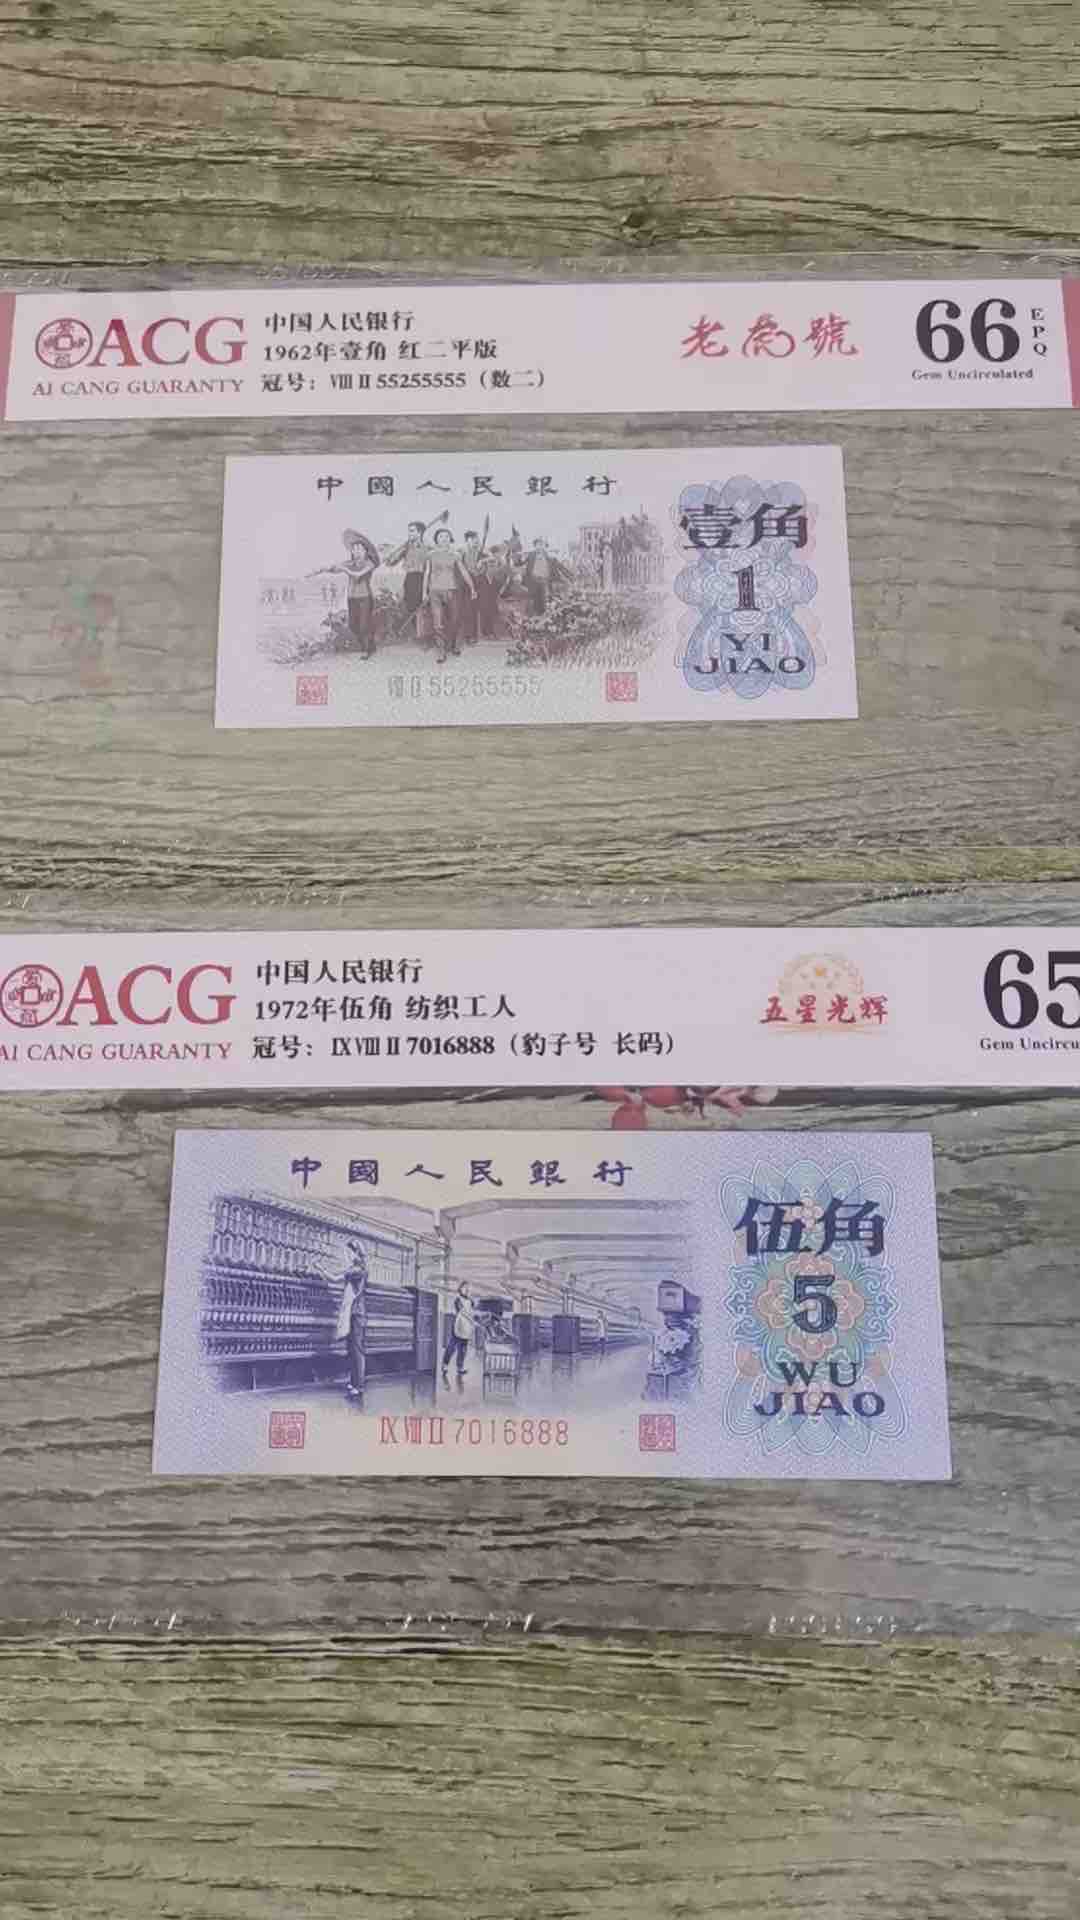 ACG
AI CANG GUARANTY
中国人民银行
1962年壹角 红二平版
冠号：Ⅷ Ⅱ 55255555（数二）
老虎號
66
EPQ
Gem Uncirculated
中國人民銀行
壹角
1
YI
JIAO
Ⅷ Ⅱ 55255555
ACG
AI CANG GUARANTY
中国人民银行
1972年伍角 纺织工人
冠号：Ⅸ Ⅷ Ⅱ 7016888（豹子号 长码）
五星光辉
65
Gem Uncircu
中國人民銀行
伍角
5
WU
JIAO
Ⅸ Ⅷ Ⅱ 7016888